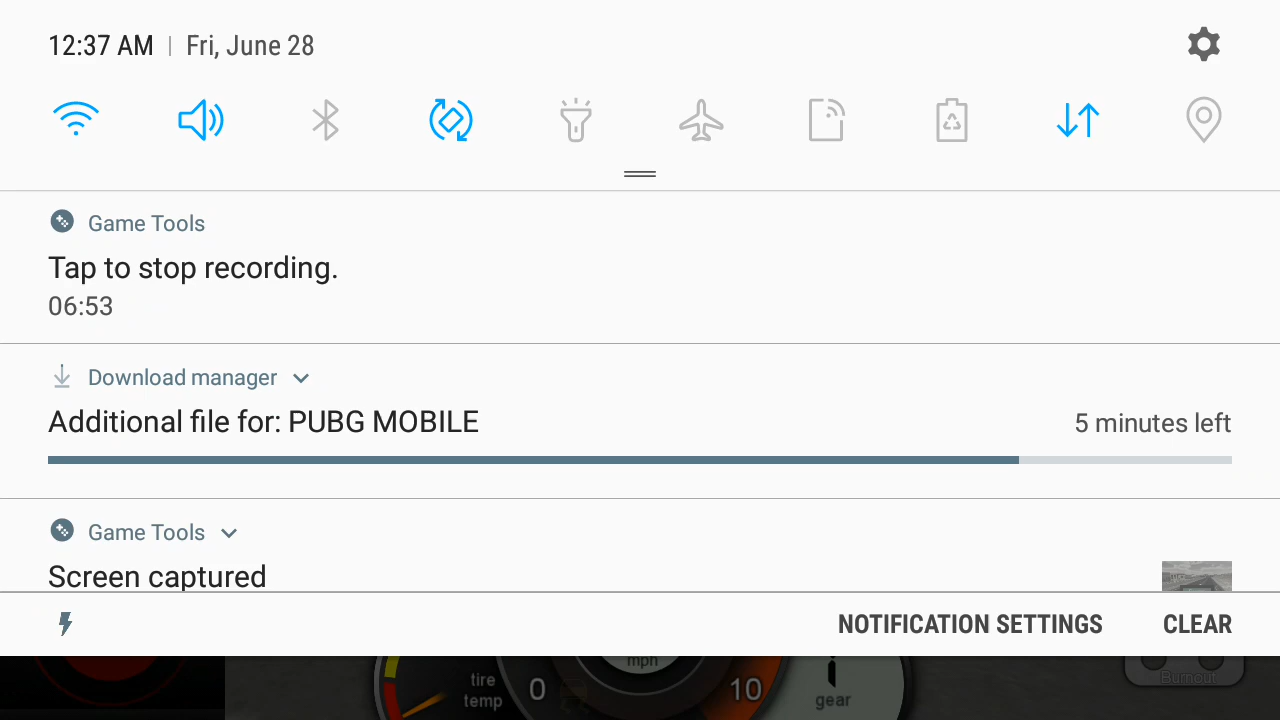 12:37 AM | Fri, June 28
Game Tools
Tap to stop recording.
06:53
Download manager
Additional file for: PUBG MOBILE
5 minutes left
Game Tools
Screen captured
NOTIFICATION SETTINGS
CLEAR
mph
tire
temp
0
10
gear
Burnout